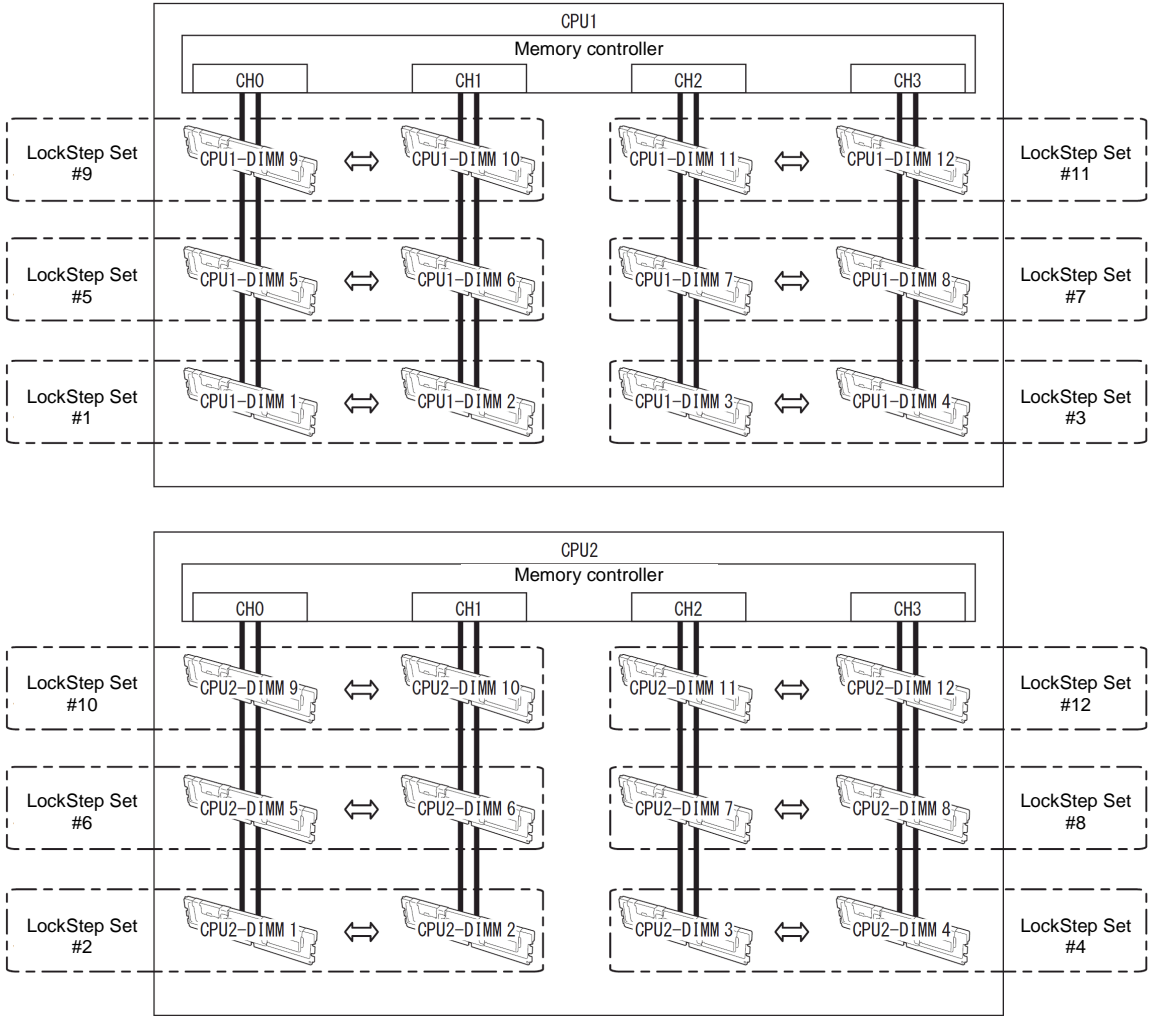 CPU1
Memory controller
CH0
CH1
CH2
CH3
LockStep Set
#9
CPU1-DIMM 9
CPU1-DIMM 10
CPU1-DIMM 11
CPU1-DIMM 12
LockStep Set
#11
LockStep Set
#5
CPU1-DIMM 5
CPU1-DIMM 6
CPU1-DIMM 7
CPU1-DIMM 8
LockStep Set
#7
LockStep Set
#1
CPU1-DIMM 1
CPU1-DIMM 2
CPU1-DIMM 3
CPU1-DIMM 4
LockStep Set
#3
CPU2
Memory controller
CH0
CH1
CH2
CH3
LockStep Set
#10
CPU2-DIMM 9
CPU2-DIMM 10
CPU2-DIMM 11
CPU2-DIMM 12
LockStep Set
#12
LockStep Set
#6
CPU2-DIMM 5
CPU2-DIMM 6
CPU2-DIMM 7
CPU2-DIMM 8
LockStep Set
#8
LockStep Set
#2
CPU2-DIMM 1
CPU2-DIMM 2
CPU2-DIMM 3
CPU2-DIMM 4
LockStep Set
#4